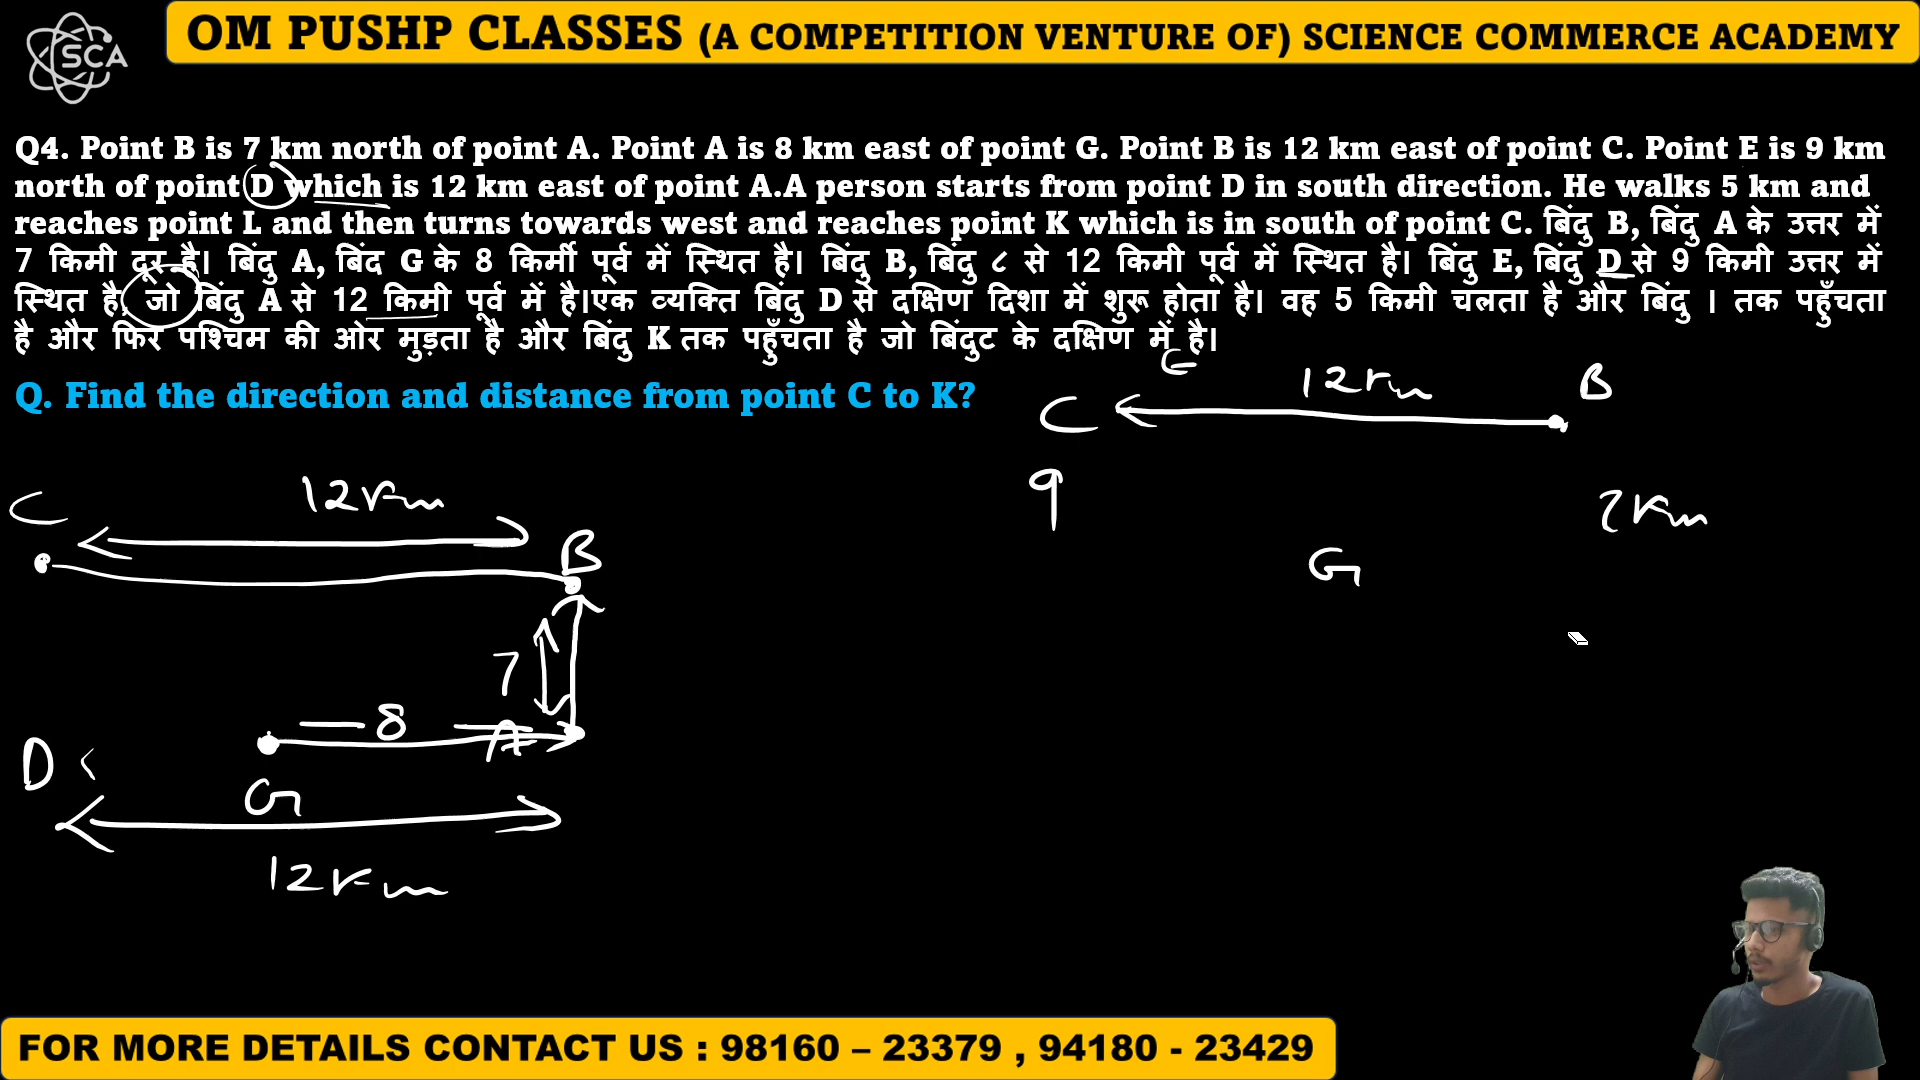 SCA
OM PUSHP CLASSES (A COMPETITION VENTURE OF) SCIENCE COMMERCE ACADEMY
Q4. Point B is 7 km north of point A. Point A is 8 km east of point G. Point B is 12 km east of point C. Point E is 9 km
north of point D which is 12 km east of point A.A person starts from point D in south direction. He walks 5 km and
reaches point L and then turns towards west and reaches point K which is in south of point C. बिंदु B, बिंदु A के उत्तर में
7 किमी दूर है। बिंदु A, बिंद G के 8 किर्मी पूर्व में स्थित है। बिंदु B, बिंदु ८ से 12 किमी पूर्व में स्थित है। बिंदु E, बिंदु D से 9 किमी उत्तर में
स्थित है, जो बिंदु A से 12 किमी पूर्व में है।एक व्यक्ति बिंदु D से दक्षिण दिशा में शुरू होता है। वह 5 किमी चलता है और बिंदु । तक पहुँचता
है और फिर पश्चिम की ओर मुड़ता है और बिंदु K तक पहुँचता है जो बिंदुट के दक्षिण में है।
Q. Find the direction and distance from point C to K?
E
C 12km B
9 7km
G
C 12km
B
7
8 A
D G
12km
FOR MORE DETAILS CONTACT US : 98160 – 23379 , 94180 - 23429